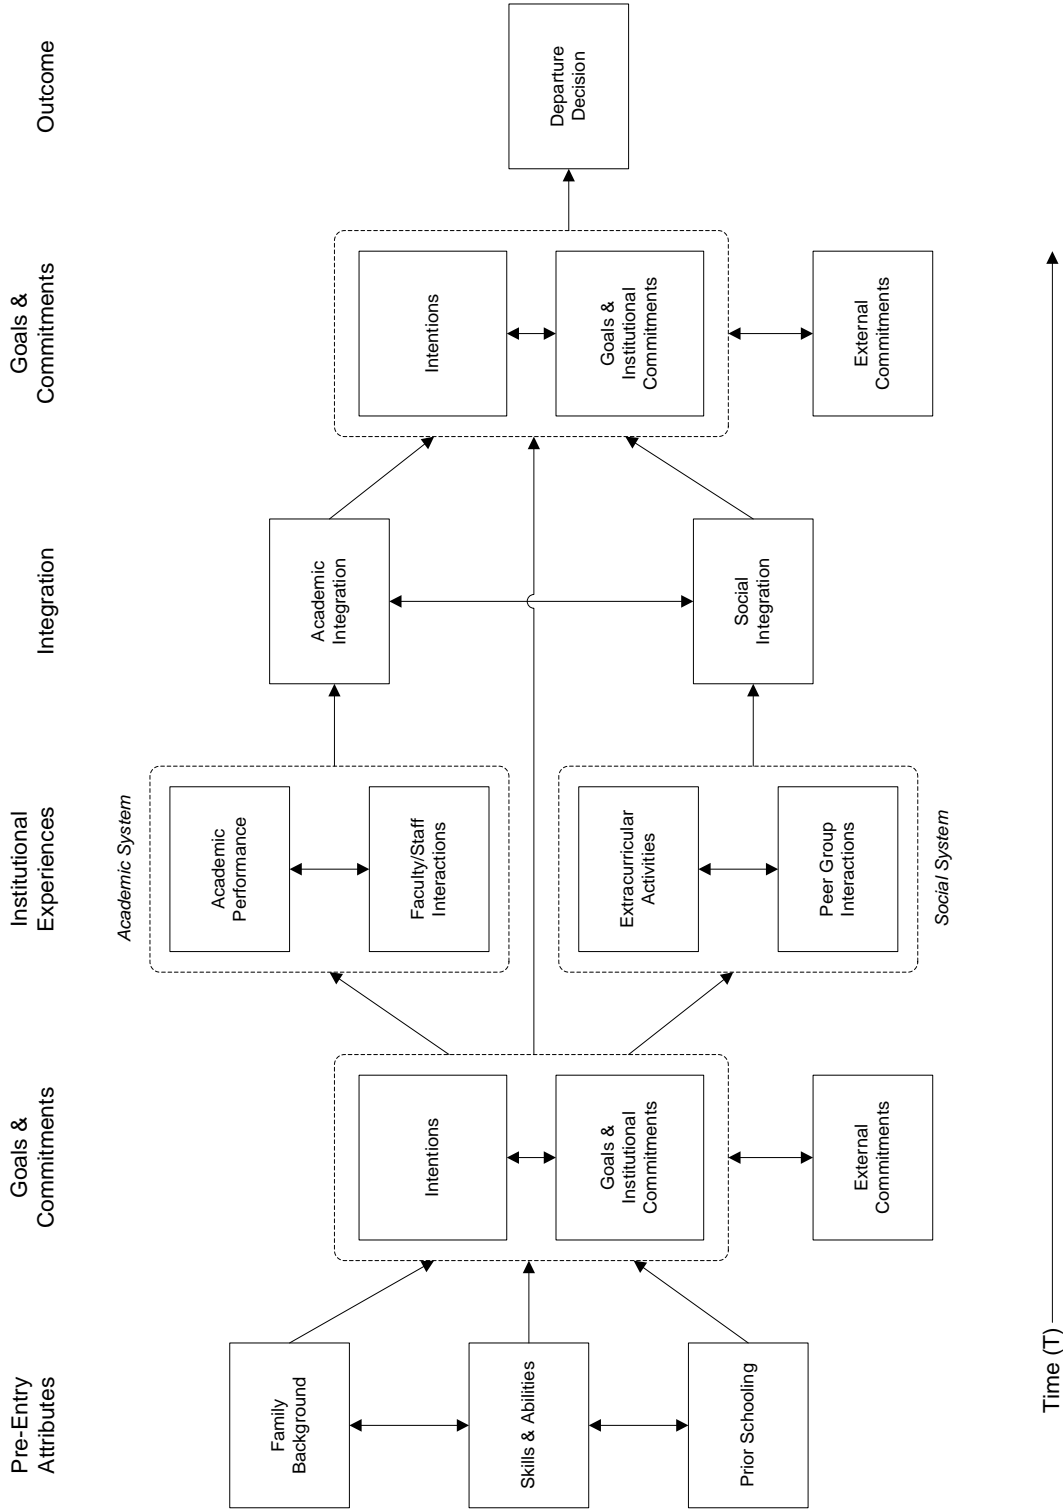 Pre-Entry
Attributes
Goals &
Commitments
Institutional
Experiences
Integration
Goals &
Commitments
Outcome
Family
Background
Skills & Abilities
Prior Schooling
Intentions
Goals &
Institutional
Commitments
External
Commitments
Academic System
Academic
Performance
Faculty/Staff
Interactions
Extracurricular
Activities
Peer Group
Interactions
Social System
Academic
Integration
Social
Integration
Intentions
Goals &
Institutional
Commitments
External
Commitments
Departure
Decision
Time (T)